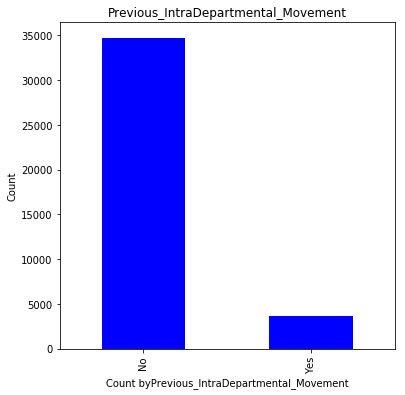 Previous_IntraDepartmental_Movement
35000
30000
25000
20000
15000
10000
5000
0
Count
No
Yes
Count byPrevious_IntraDepartmental_Movement